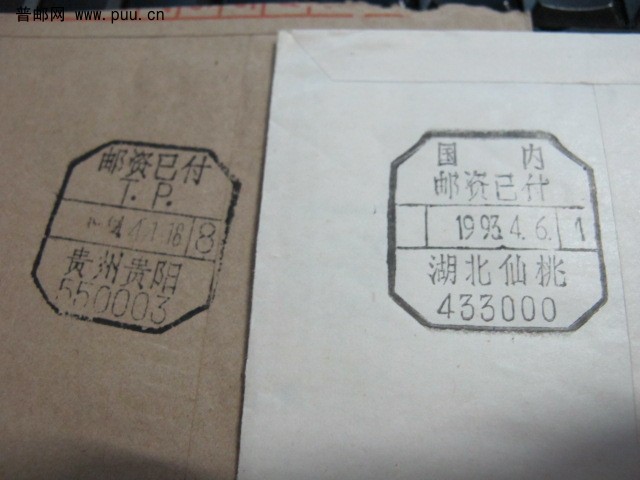 普邮网 www.puu.cn
邮资已付
T.P.
8
贵州贵阳
550003
国内
邮资已付
1993.4.6. 1
湖北仙桃
433000